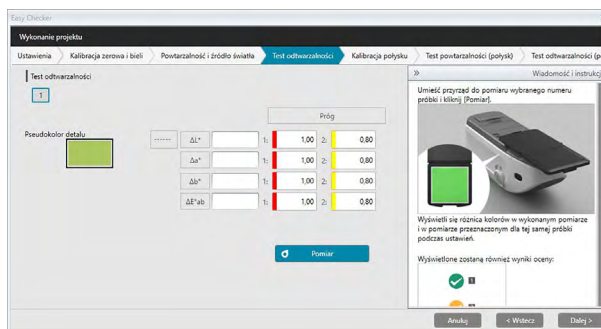 Easy Checker
Wykonanie projektu
Ustawienia
Kalibracja zerowa i bieli
Powtarzalność i źródło światła
Test odtwarzalności
Kalibracja połysku
Test powtarzalności (połysk)
Test odtwarzalności (p
Test odtwarzalności
1
Próg
Pseudokolor detalu
------ ΔL* 1: 1,00 2: 0,80
Δa* 1: 1,00 2: 0,80
Δb* 1: 1,00 2: 0,80
ΔE*ab 1: 1,00 2: 0,80
Pomiar
Wiadomość i instrukcj
Umieść przyrząd do pomiaru wybranego numeru
próbki i kliknij [Pomiar].
Wyświetli się różnica kolorów w wykonanym pomiarze
i w pomiarze przeznaczonym dla tej samej próbki
podczas ustawień.
Wyświetlone zostaną również wyniki oceny:
1
Anuluj
< Wstecz
Dalej >